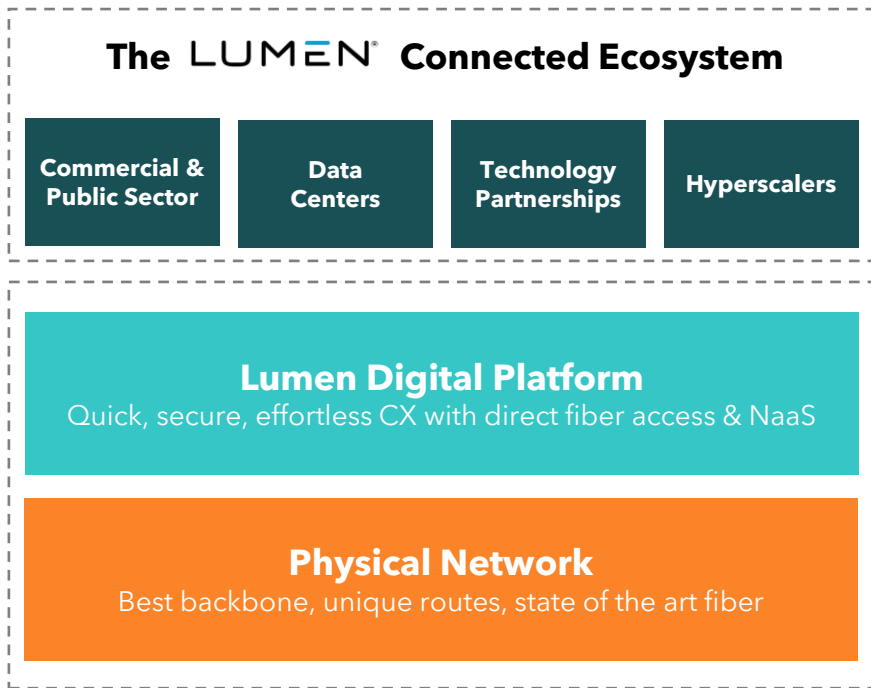 The LUMEN® Connected Ecosystem
Commercial &
Public Sector
Data
Centers
Technology
Partnerships
Hyperscalers
Lumen Digital Platform
Quick, secure, effortless CX with direct fiber access & NaaS
Physical Network
Best backbone, unique routes, state of the art fiber